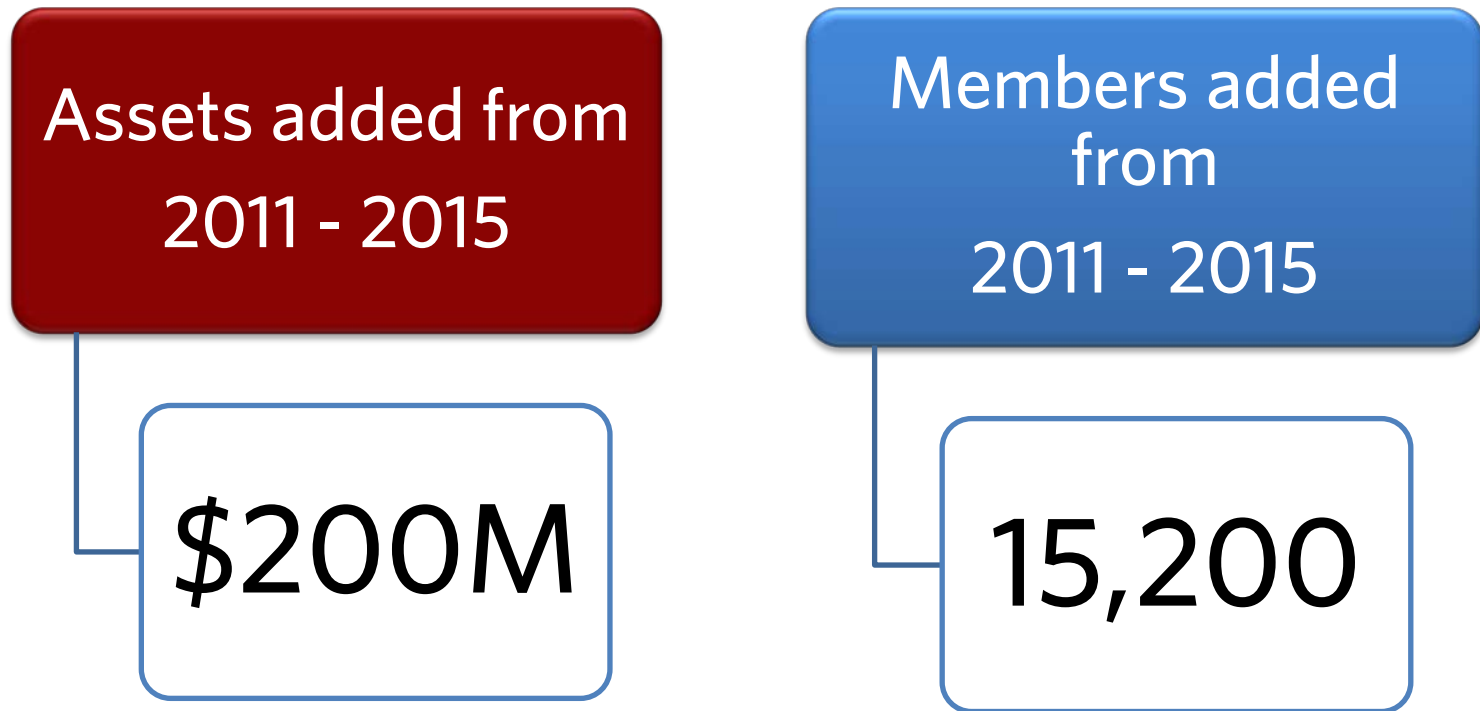 Assets added from
2011 - 2015
$200M
Members added
from
2011 - 2015
15,200